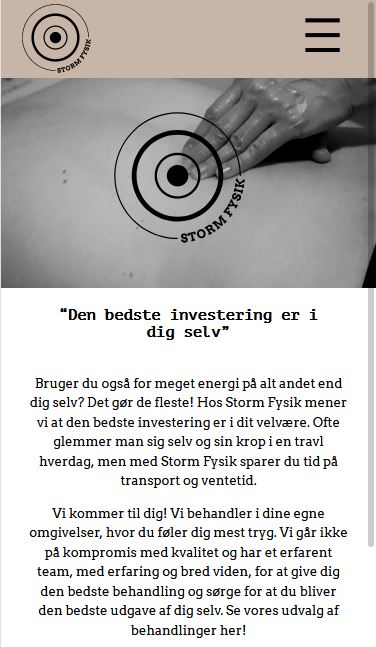 STORM FYSIK
STORM FYSIK
“Den bedste investering er i
dig selv”
Bruger du også for meget energi på alt andet end
dig selv? Det gør de fleste! Hos Storm Fysik mener
vi at den bedste investering er i dit velvære. Ofte
glemmer man sig selv og sin krop i en travl
hverdag, men med Storm Fysik sparer du tid på
transport og ventetid.
Vi kommer til dig! Vi behandler i dine egne
omgivelser, hvor du føler dig mest tryg. Vi går ikke
på kompromis med kvalitet og har et erfarent
team, med erfaring og bred viden, for at give dig
den bedste behandling og sørge for at du bliver
den bedste udgave af dig selv. Se vores udvalg af
behandlinger her!